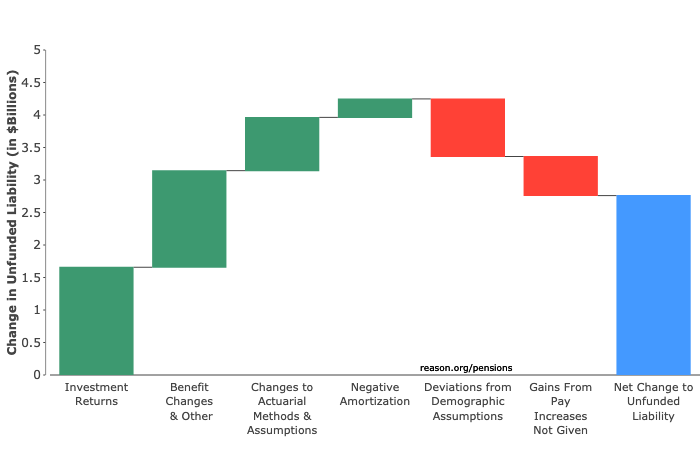 Change in Unfunded Liability (in $Billions)
5
4.5
4
3.5
3
2.5
2
1.5
1
0.5
0
reason.org/pensions
Investment
Returns
Benefit
Changes
& Other
Changes to
Actuarial
Methods &
Assumptions
Negative
Amortization
Deviations from
Demographic
Assumptions
Gains From
Pay
Increases
Not Given
Net Change to
Unfunded
Liability